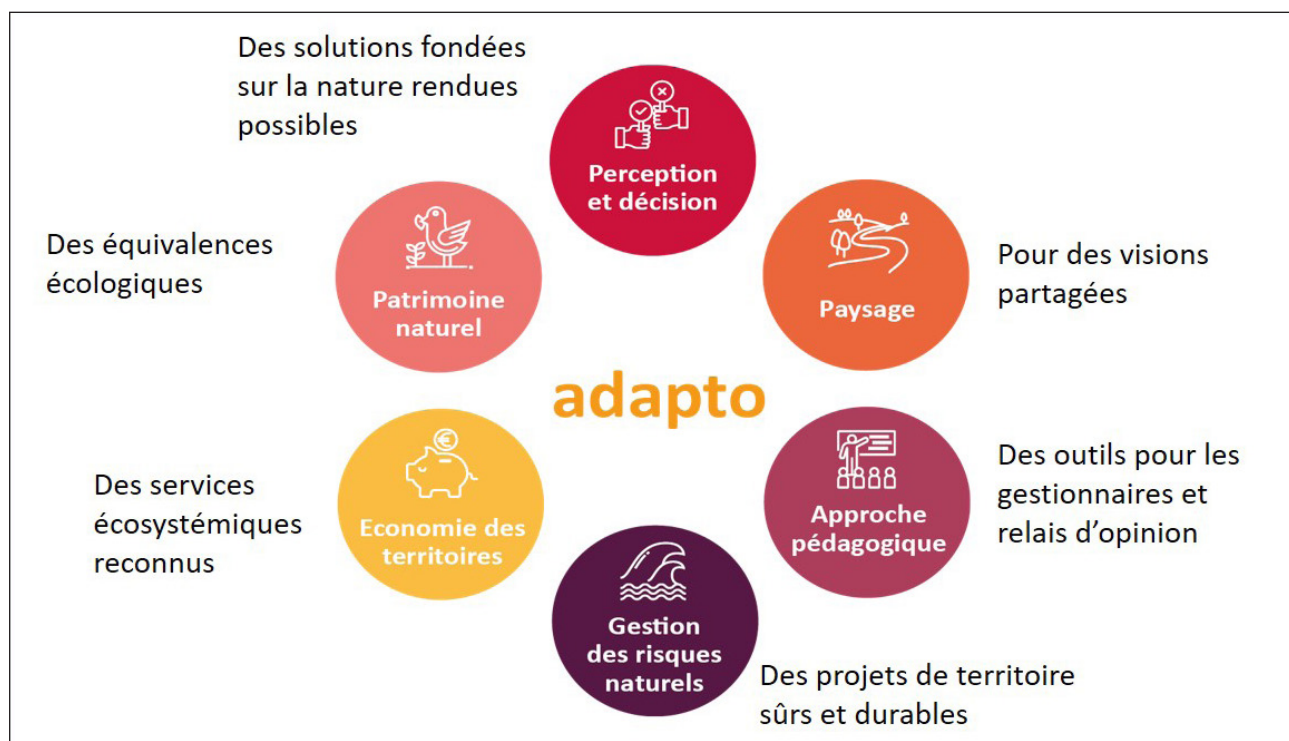 Des solutions fondées
sur la nature rendues
possibles
Perception
et décision
Des équivalences
écologiques
Patrimoine
naturel
Paysage
Pour des visions
partagées
adapto
Des services
écosystémiques
reconnus
Economie des
territoires
Approche
pédagogique
Des outils pour les
gestionnaires et
relais d’opinion
Gestion
des risques
naturels
Des projets de territoire
sûrs et durables